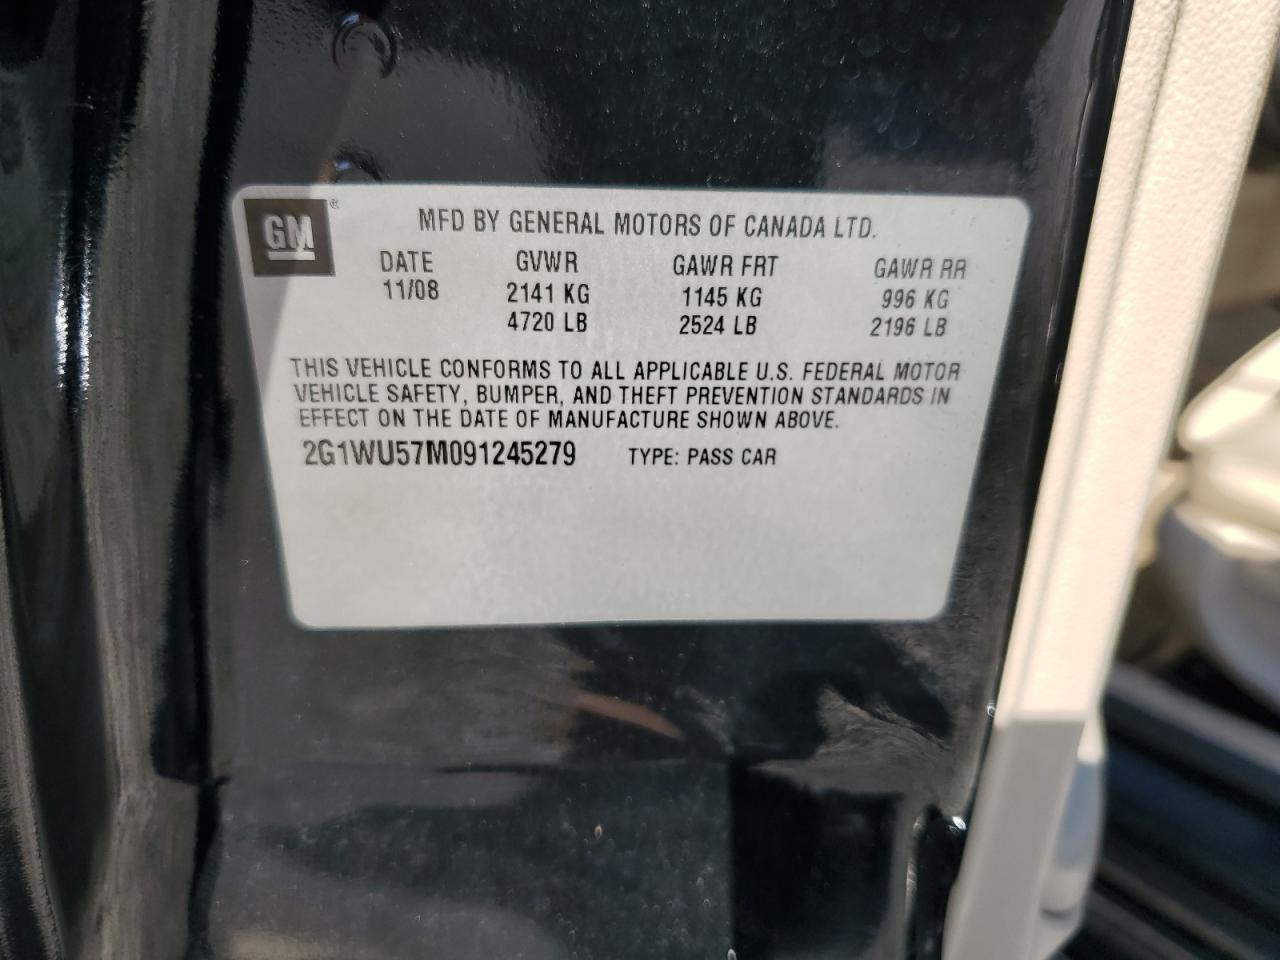 GM®
MFD BY GENERAL MOTORS OF CANADA LTD.
DATE GVWR GAWR FRT GAWR RR
11/08 2141 KG 1145 KG 996 KG
4720 LB 2524 LB 2196 LB
THIS VEHICLE CONFORMS TO ALL APPLICABLE U.S. FEDERAL MOTOR
VEHICLE SAFETY, BUMPER, AND THEFT PREVENTION STANDARDS IN
EFFECT ON THE DATE OF MANUFACTURE SHOWN ABOVE.
2G1WU57M091245279 TYPE: PASS CAR